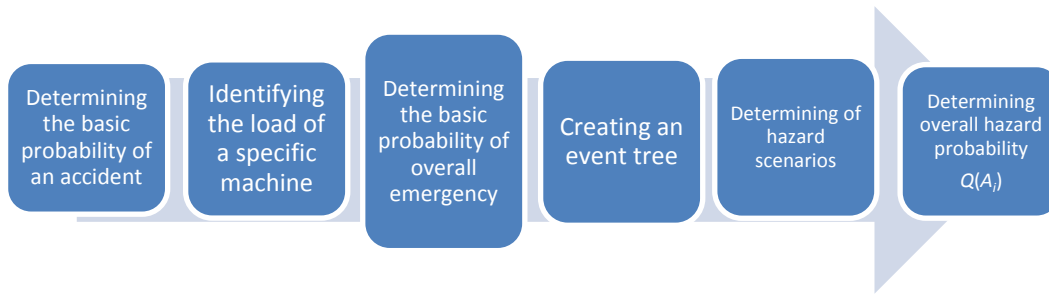 Determining
the basic
probability of
an accident
Identifying
the load of
a specific
machine
Determining
the basic
probability of
overall
emergency
Creating an
event tree
Determining of
hazard
scenarios
Determining
overall hazard
probability
Q(Aᵢ)